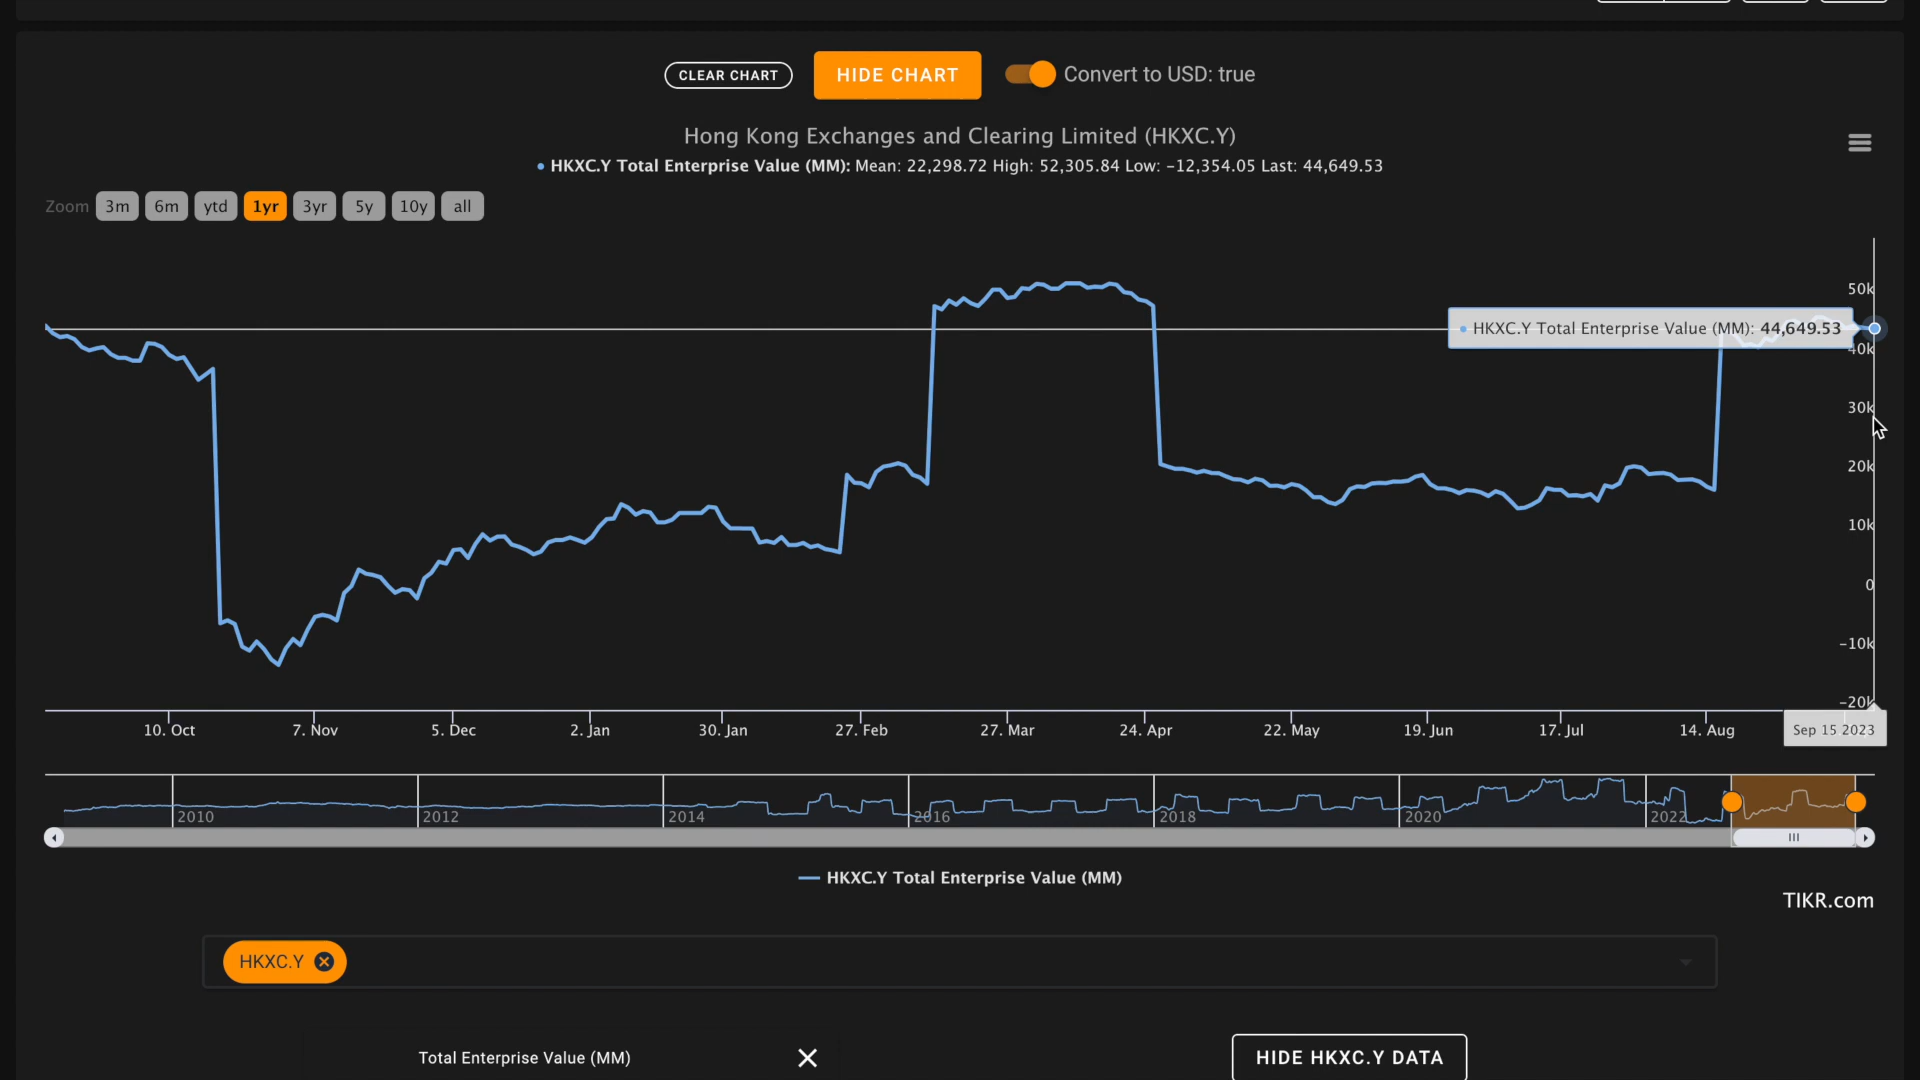 CLEAR CHART
HIDE CHART
Convert to USD: true
Hong Kong Exchanges and Clearing Limited (HKXC.Y)
HKXC.Y Total Enterprise Value (MM): Mean: 22,298.72 High: 52,305.84 Low: −12,354.05 Last: 44,649.53
Zoom 3m 6m ytd 1yr 3yr 5y 10y all
50k
HKXC.Y Total Enterprise Value (MM): 44,649.53
40k
30k
20k
10k
0
−10k
−20k
10. Oct 7. Nov 5. Dec 2. Jan 30. Jan 27. Feb 27. Mar 24. Apr 22. May 19. Jun 17. Jul 14. Aug Sep 15 2023
2010 2012 2014 2016 2018 2020 2022
HKXC.Y Total Enterprise Value (MM)
TIKR.com
HKXC.Y
Total Enterprise Value (MM)
HIDE HKXC.Y DATA